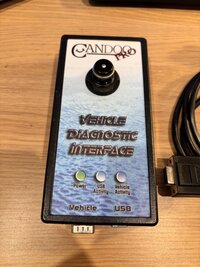 CANDOO
PRO
Vehicle
Diagnostic
Interface
Power
USB
Activity
Vehicle
Activity
Vehicle
USB